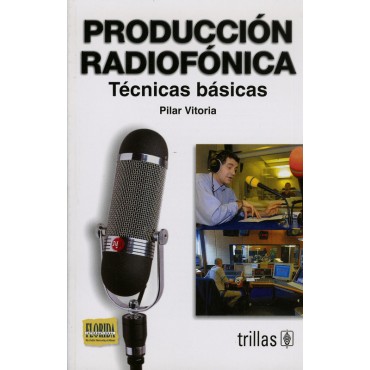 PRODUCCIÓN
RADIOFÓNICA
Técnicas básicas
Pilar Vitoria
FLORIDA
trillas